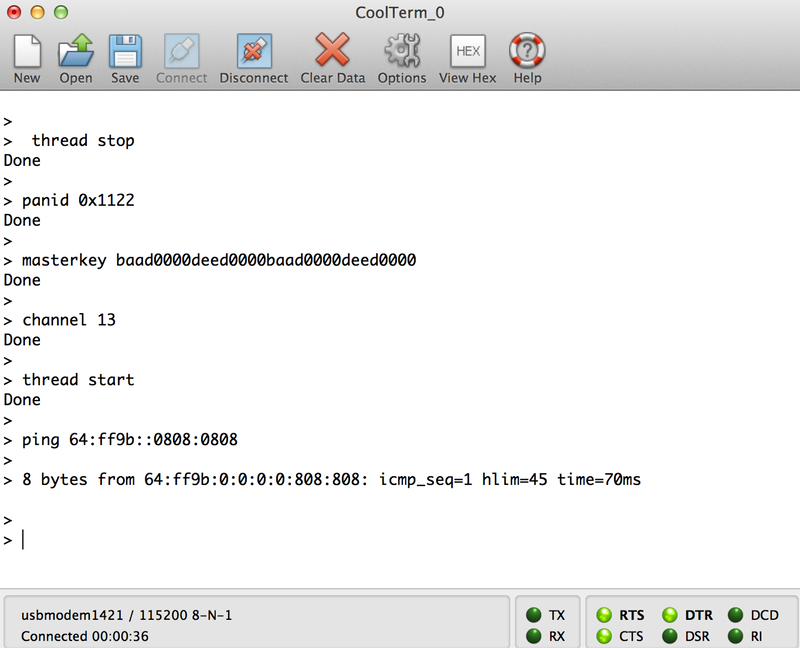 CoolTerm_0
New Open Save Connect Disconnect Clear Data Options HEX View Hex Help
>
>  thread stop
Done
>
> panid 0x1122
Done
>
> masterkey baad0000deed0000baad0000deed0000
Done
>
> channel 13
Done
>
> thread start
Done
>
> ping 64:ff9b::0808:0808
>
> 8 bytes from 64:ff9b:0:0:0:0:808:808: icmp_seq=1 hlim=45 time=70ms
>
>
usbmodem1421 / 115200 8-N-1 TX RTS DTR DCD
Connected 00:00:36 RX CTS DSR RI